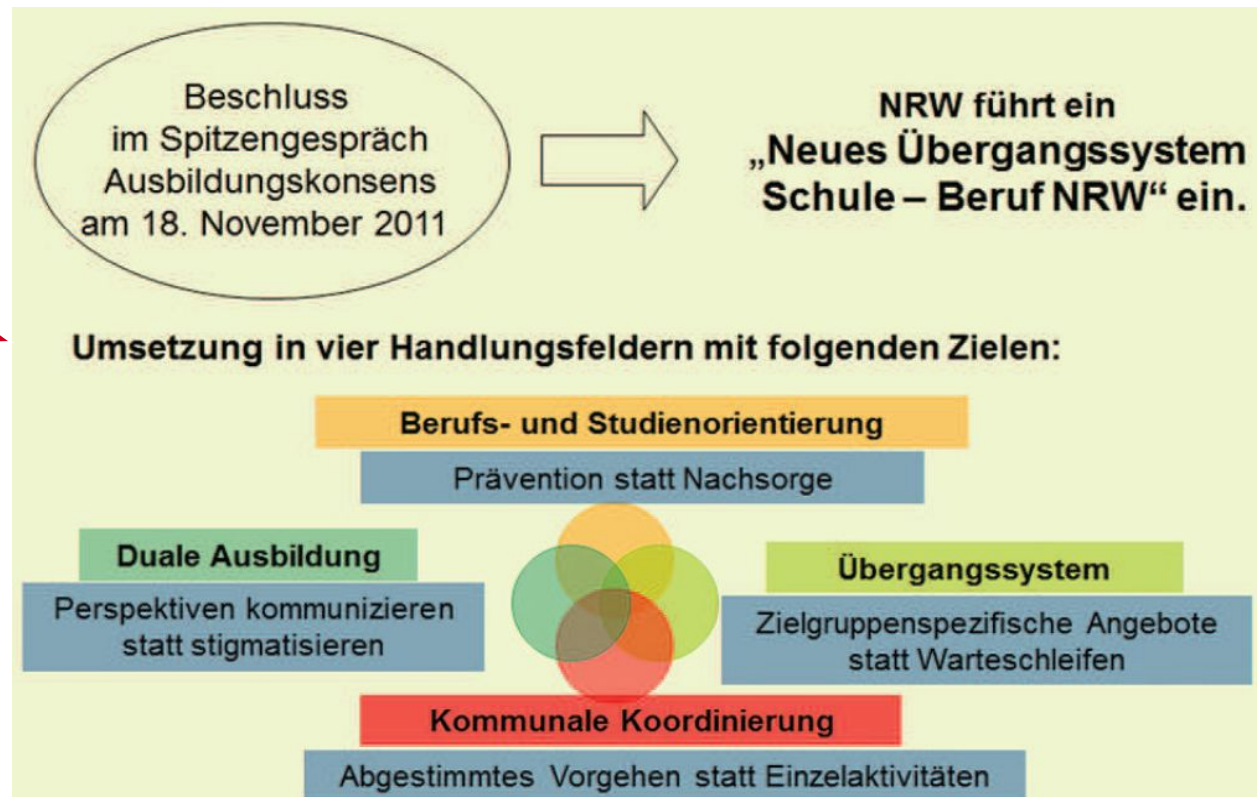 Beschluss
im Spitzengespräch
Ausbildungskonsens
am 18. November 2011
NRW führt ein
„Neues Übergangssystem
Schule – Beruf NRW“ ein.
Umsetzung in vier Handlungsfeldern mit folgenden Zielen:
Berufs- und Studienorientierung
Prävention statt Nachsorge
Duale Ausbildung
Perspektiven kommunizieren
statt stigmatisieren
Übergangssystem
Zielgruppenspezifische Angebote
statt Warteschleifen
Kommunale Koordinierung
Abgestimmtes Vorgehen statt Einzelaktivitäten